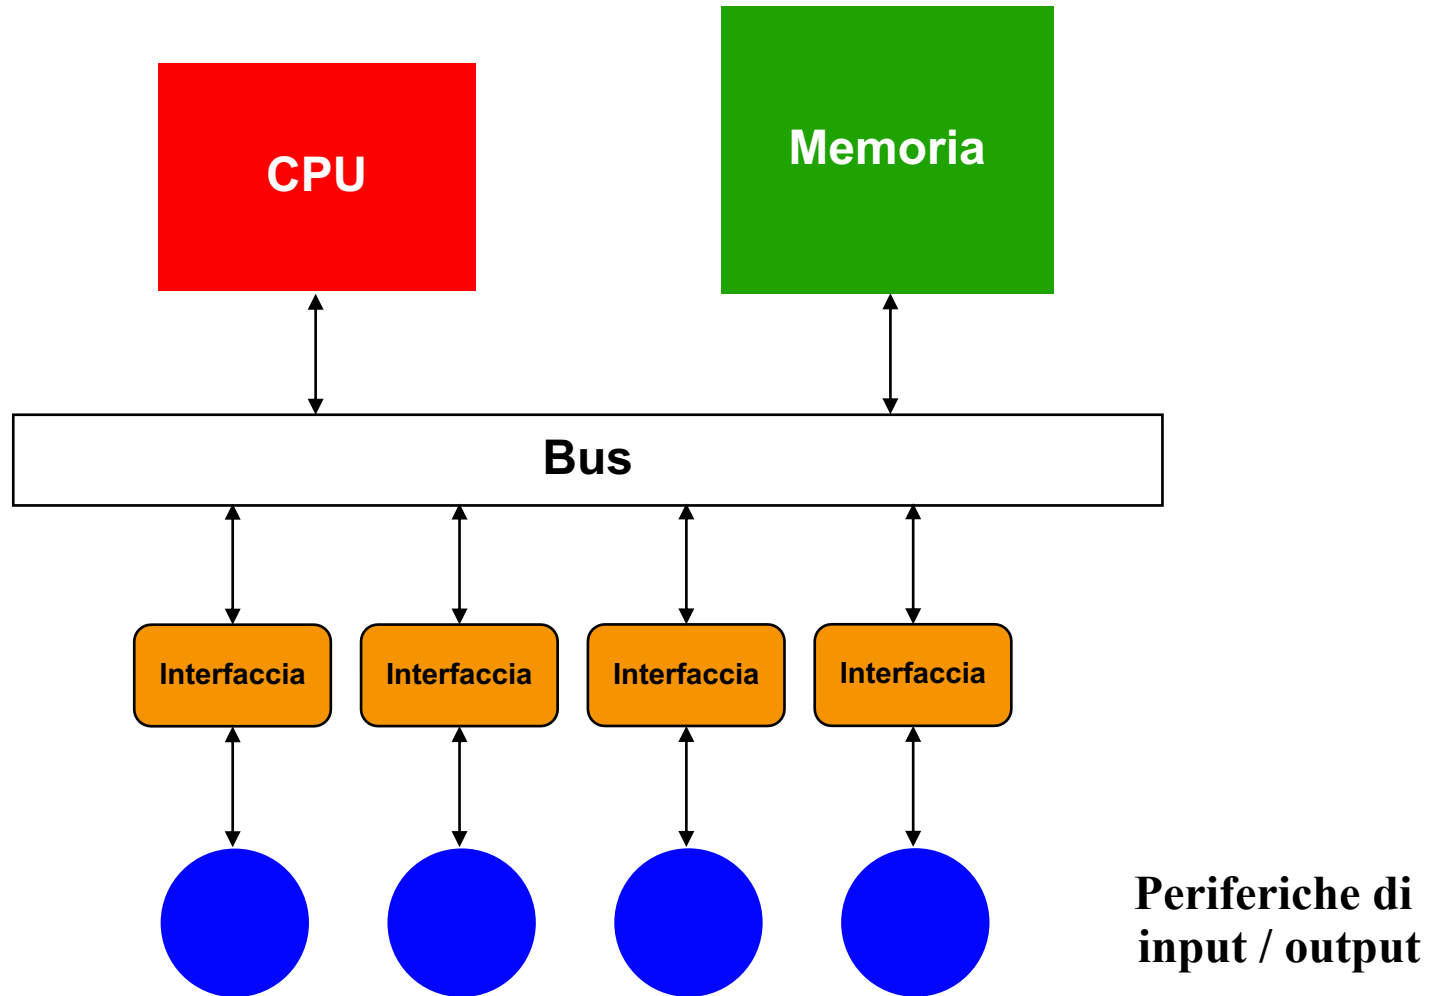 CPU
Memoria
Bus
Interfaccia
Interfaccia
Interfaccia
Interfaccia
Periferiche di
input / output